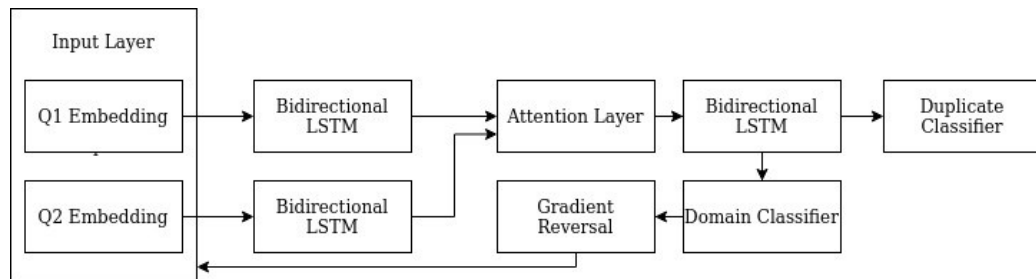 Input Layer
Q1 Embedding
Bidirectional
LSTM
Attention Layer
Bidirectional
LSTM
Duplicate
Classifier
Q2 Embedding
Bidirectional
LSTM
Gradient
Reversal
Domain Classifier